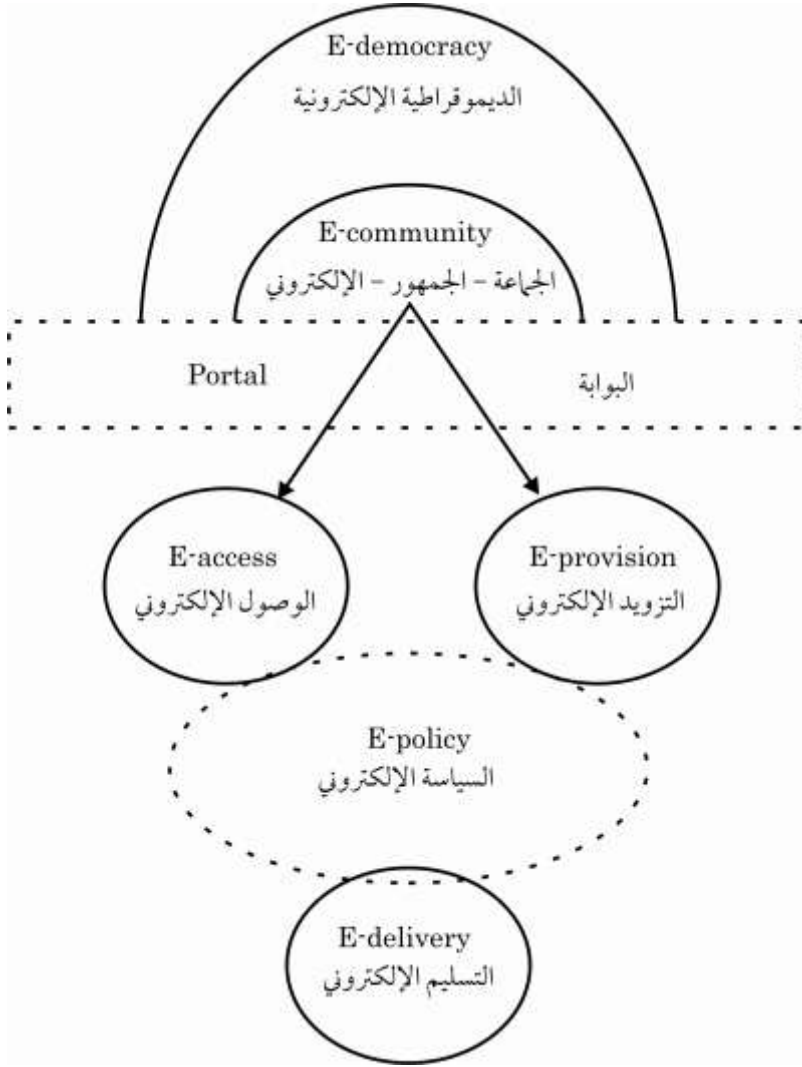 E-democracy
الديموقراطية الإلكترونية
E-community
الجماعة – الجمهور – الإلكتروني
Portal
البوابة
E-access
الوصول الإلكتروني
E-provision
التزويد الإلكتروني
E-policy
السياسة الإلكتروني
E-delivery
التسليم الإلكتروني